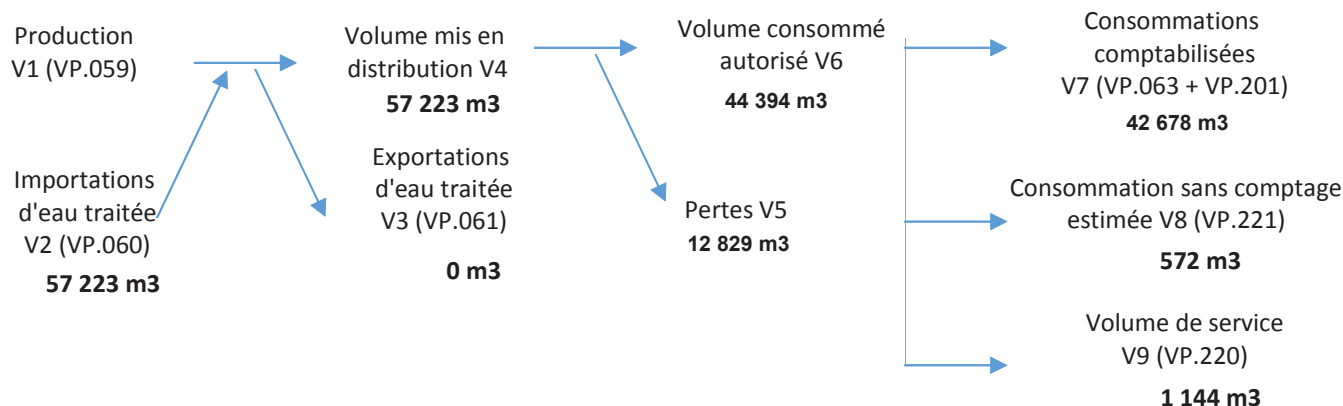 Production
V1 (VP.059)
Importations
d'eau traitée
V2 (VP.060)
57 223 m3
Volume mis en
distribution V4
57 223 m3
Exportations
d'eau traitée
V3 (VP.061)
0 m3
Volume consommé
autorisé V6
44 394 m3
Pertes V5
12 829 m3
Consommations
comptabilisées
V7 (VP.063 + VP.201)
42 678 m3
Consommation sans comptage
estimée V8 (VP.221)
572 m3
Volume de service
V9 (VP.220)
1 144 m3